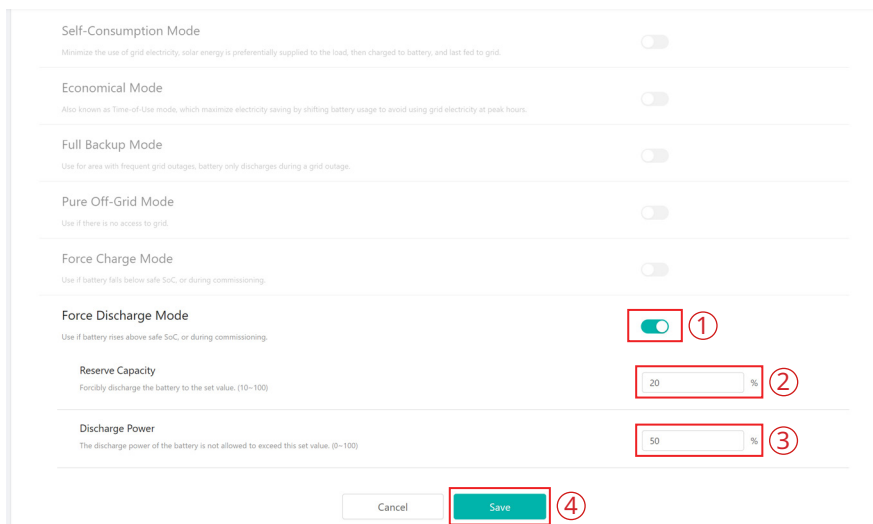 Self-Consumption Mode
Minimize the use of grid electricity, solar energy is preferentially supplied to the load, then charged to battery, and last fed to grid.
Economical Mode
Also known as Time-of-Use mode, which maximize electricity saving by shifting battery usage to avoid using grid electricity at peak hours.
Full Backup Mode
Use for area with frequent grid outages, battery only discharges during a grid outage.
Pure Off-Grid Mode
Use if there is no access to grid.
Force Charge Mode
Use if battery falls below safe SoC, or during commissioning.
Force Discharge Mode
Use if battery rises above safe SoC, or during commissioning.
①
Reserve Capacity
Forcibly discharge the battery to the set value. (10~100)
20 % ②
Discharge Power
The discharge power of the battery is not allowed to exceed this set value. (0~100)
50 % ③
Cancel Save ④